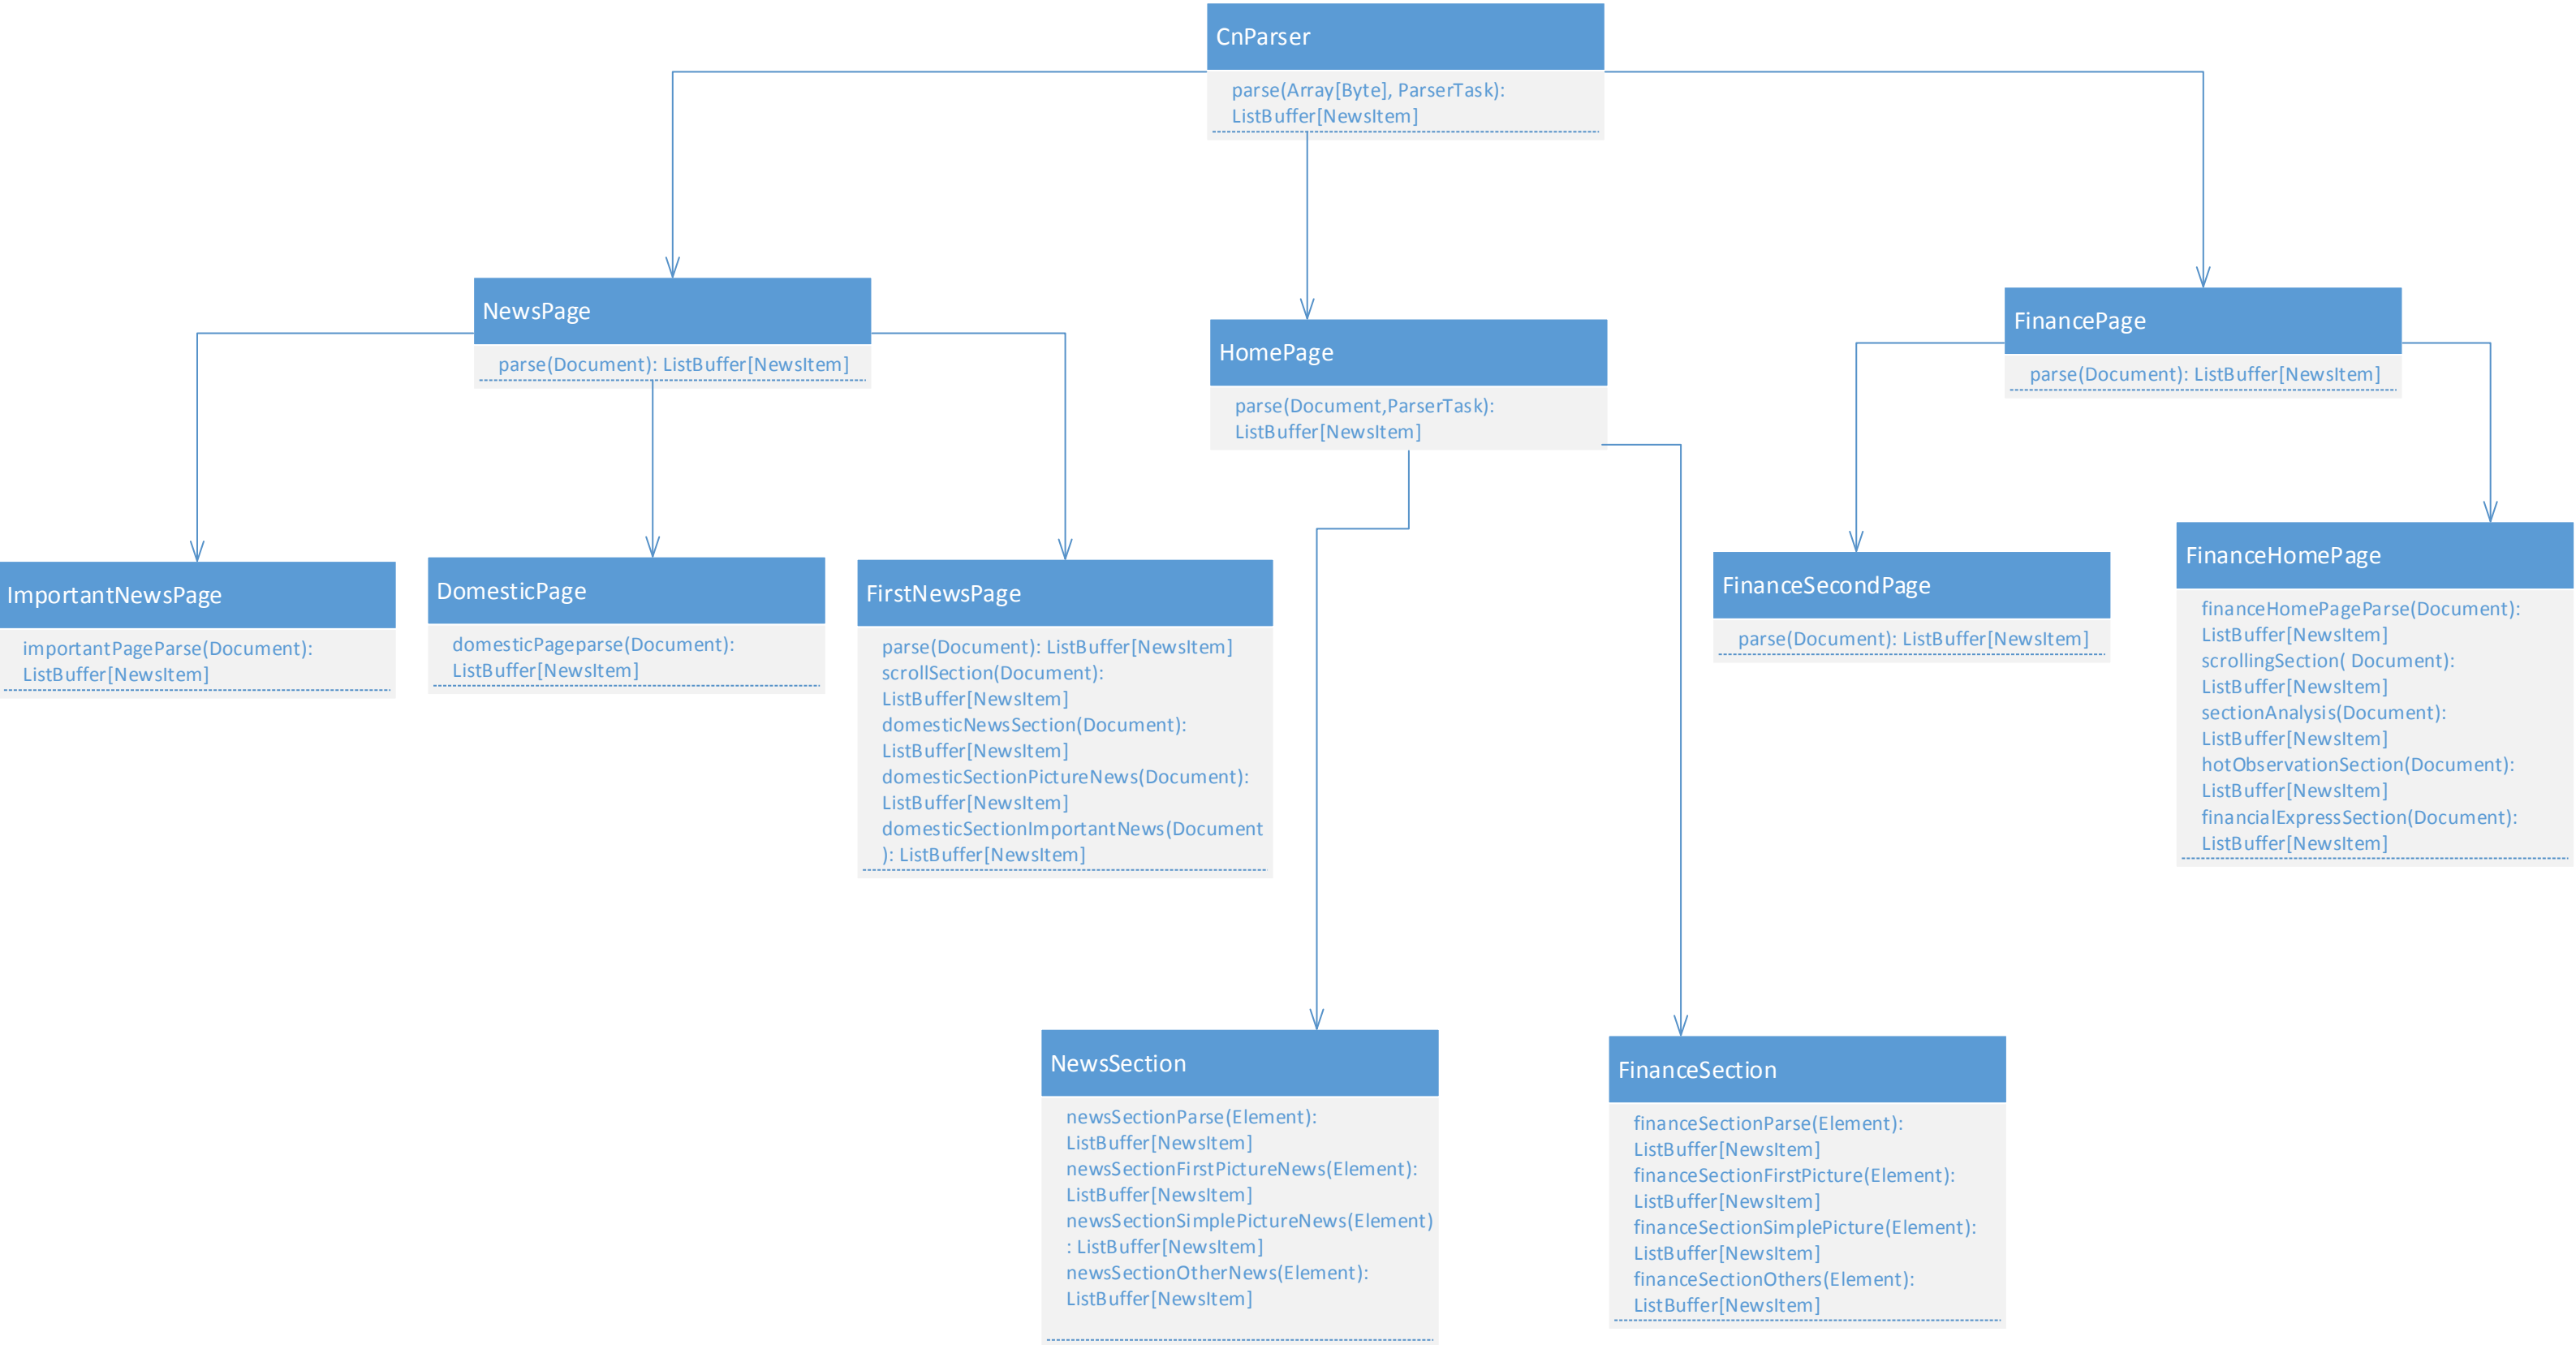 CnParser
parse(Array[Byte], ParserTask):
ListBuffer[NewsItem]
NewsPage
parse(Document): ListBuffer[NewsItem]
HomePage
parse(Document,ParserTask):
ListBuffer[NewsItem]
FinancePage
parse(Document): ListBuffer[NewsItem]
ImportantNewsPage
importantPageParse(Document):
ListBuffer[NewsItem]
DomesticPage
domesticPageparse(Document):
ListBuffer[NewsItem]
FirstNewsPage
parse(Document): ListBuffer[NewsItem]
scrollSection(Document):
ListBuffer[NewsItem]
domesticNewsSection(Document):
ListBuffer[NewsItem]
domesticSectionPictureNews(Document):
ListBuffer[NewsItem]
domesticSectionImportantNews(Document
): ListBuffer[NewsItem]
FinanceSecondPage
parse(Document): ListBuffer[NewsItem]
FinanceHomePage
financeHomePageParse(Document):
ListBuffer[NewsItem]
scrollingSection( Document):
ListBuffer[NewsItem]
sectionAnalysis(Document):
ListBuffer[NewsItem]
hotObservationSection(Document):
ListBuffer[NewsItem]
financialExpressSection(Document):
ListBuffer[NewsItem]
NewsSection
newsSectionParse(Element):
ListBuffer[NewsItem]
newsSectionFirstPictureNews(Element):
ListBuffer[NewsItem]
newsSectionSimplePictureNews(Element)
: ListBuffer[NewsItem]
newsSectionOtherNews(Element):
ListBuffer[NewsItem]
FinanceSection
financeSectionParse(Element):
ListBuffer[NewsItem]
financeSectionFirstPicture(Element):
ListBuffer[NewsItem]
financeSectionSimplePicture(Element):
ListBuffer[NewsItem]
financeSectionOthers(Element):
ListBuffer[NewsItem]